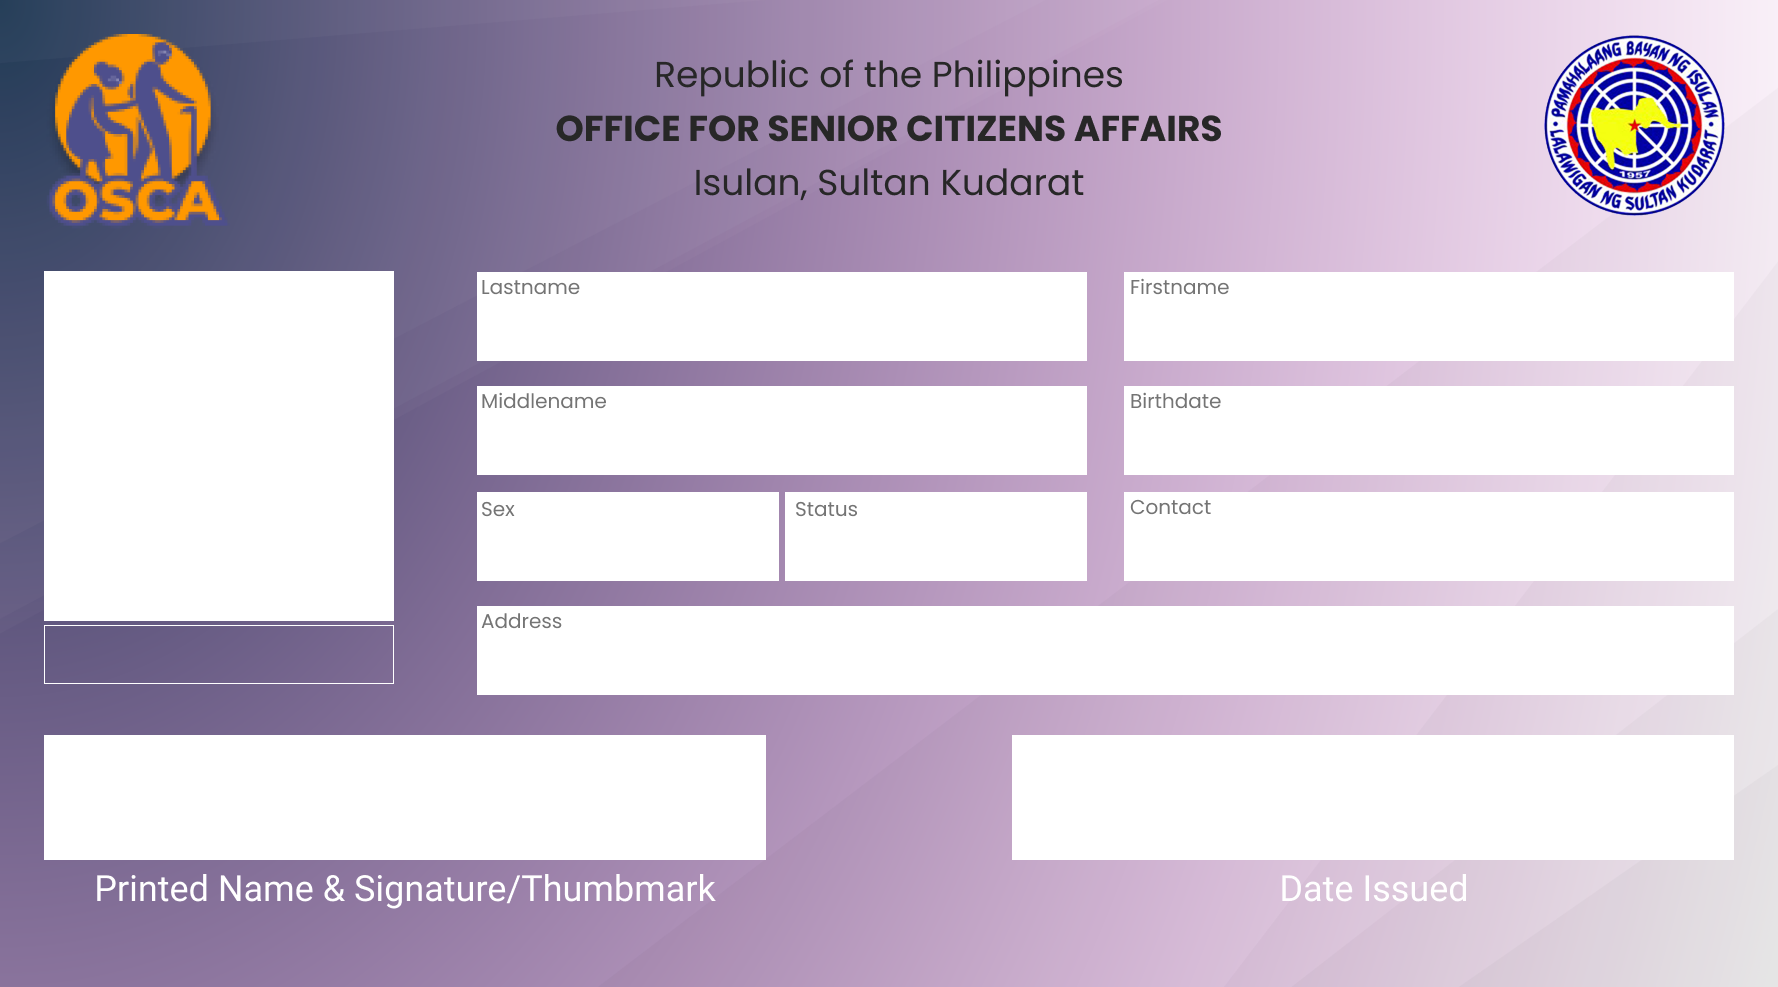 OSCA
Republic of the Philippines
OFFICE FOR SENIOR CITIZENS AFFAIRS
Isulan, Sultan Kudarat
PAMAHALAANG BAYAN NG ISULAN
LALAWIGAN NG SULTAN KUDARAT
1957
Lastname
Firstname
Middlename
Birthdate
Sex
Status
Contact
Address
Printed Name & Signature/Thumbmark
Date Issued